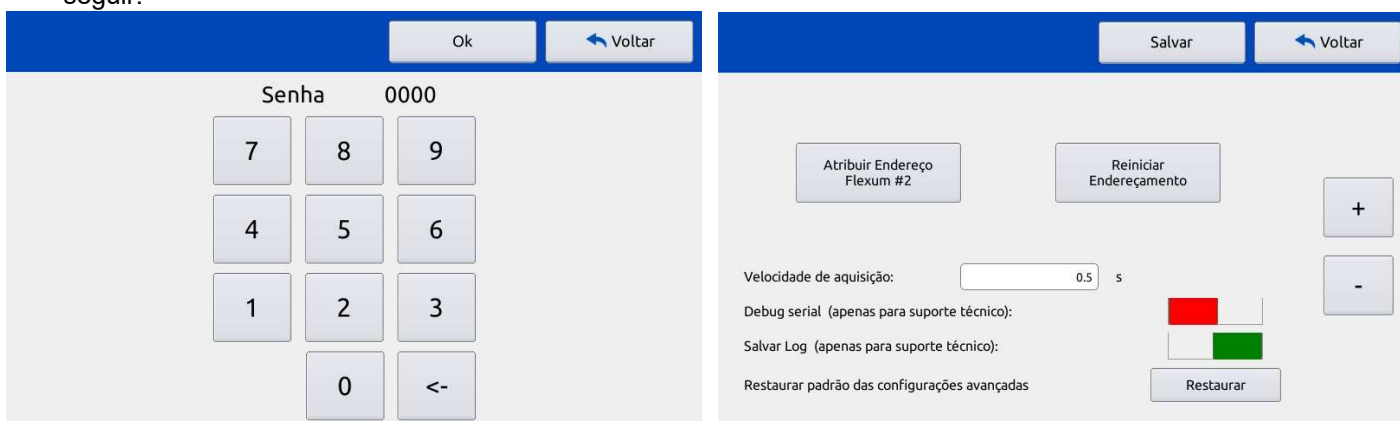 seguir:
Ok
Voltar
Senha 0000
7 8 9
4 5 6
1 2 3
0 <-
Salvar
Voltar
Atribuir Endereço
Flexum #2
Reiniciar
Endereçamento
+
-
Velocidade de aquisição: 0.5 s
Debug serial (apenas para suporte técnico):
Salvar Log (apenas para suporte técnico):
Restaurar padrão das configurações avançadas Restaurar